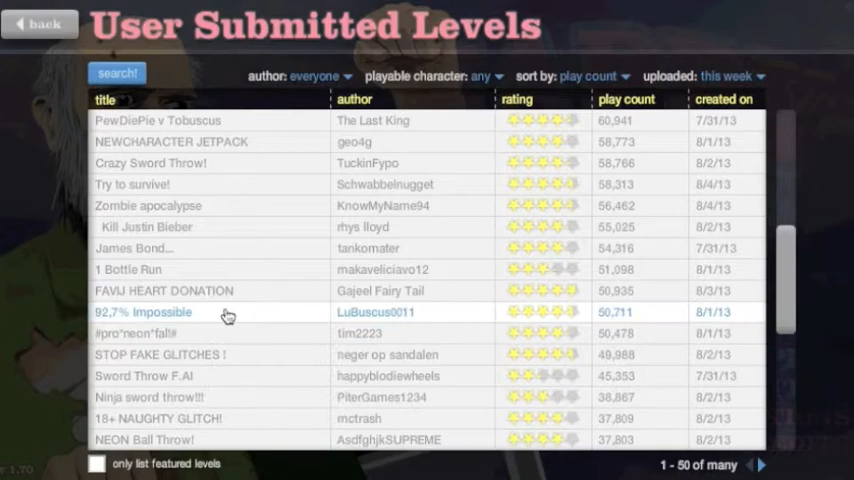 back
User Submitted Levels
search! author: everyone playable character: any sort by: play count uploaded: this week
title author rating play count created on
PewDiePie v Tobuscus The Last King 60,941 7/31/13
NEWCHARACTER JETPACK geo4g 58,773 8/1/13
Crazy Sword Throw! TuckinFypo 58,766 8/2/13
Try to survive! Schwabbelnugget 58,313 8/4/13
Zombie apocalypse KnowMyName94 56,462 8/4/13
Kill Justin Bieber rhys lloyd 55,025 8/2/13
James Bond... tankomater 54,316 7/31/13
1 Bottle Run makaveliciavo12 51,098 8/1/13
FAVIJ HEART DONATION Gajeel Fairy Tail 50,935 8/3/13
92,7% Impossible LuBuscus0011 50,711 8/1/13
#pro*neon*fal!# tim2223 50,478 8/1/13
STOP FAKE GLITCHES ! neger op sandalen 49,988 8/2/13
Sword Throw F.AI happyblodiewheels 45,353 7/31/13
Ninja sword throw!!! PiterGames1234 38,867 8/2/13
18+ NAUGHTY GLITCH! mctrash 37,809 8/2/13
NEON Ball Throw! AsdfghjkSUPREME 37,803 8/2/13
only list featured levels 1 - 50 of many
1.70